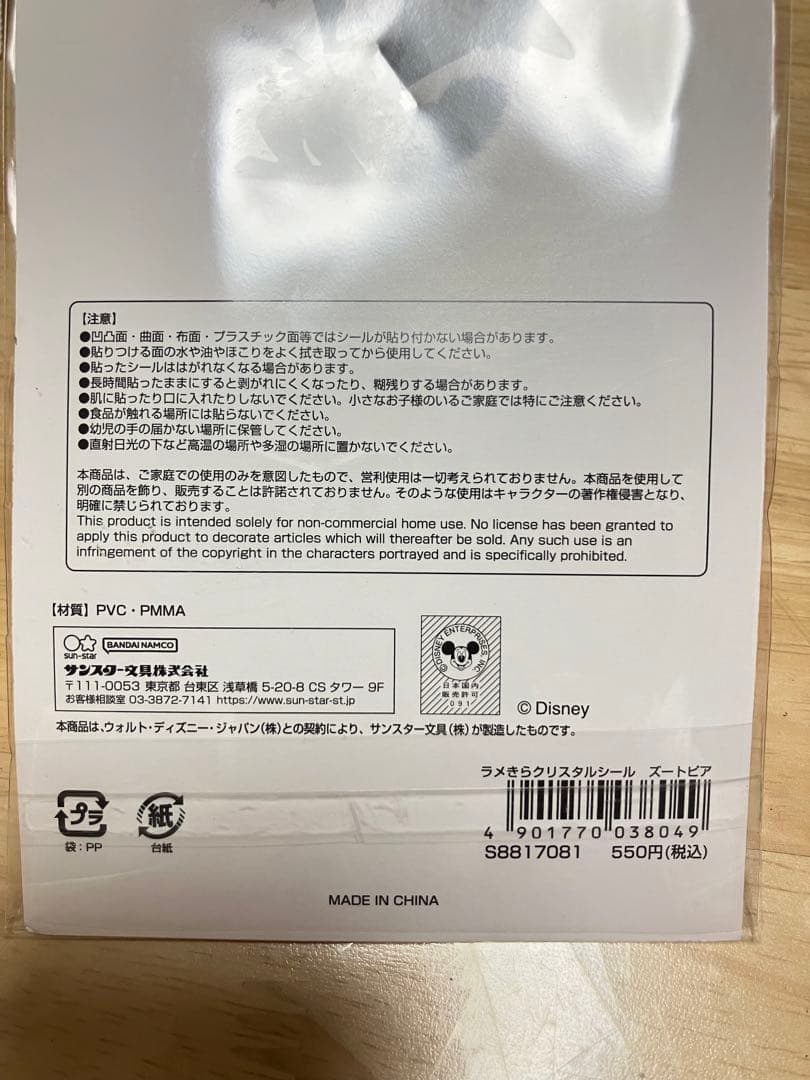 【注意】
●凹凸面・曲面・布面・プラスチック面等ではシールが貼り付かない場合があります。
●貼りつける面の水や油やほこりをよく拭き取ってから使用してください。
●貼ったシールははがれなくなる場合があります。
●長時間貼ったままにすると剥がれにくくなったり、糊残りする場合があります。
●肌に貼ったり口に入れたりしないでください。小さなお子様のいるご家庭では特にご注意ください。
●食品が触れる場所には貼らないでください。
●幼児の手の届かない場所に保管してください。
●直射日光の下など高温の場所や多湿の場所に置かないでください。
本商品は、ご家庭での使用のみを意図したもので、営利使用は一切考えられておりません。本商品を使用して
別の商品を飾り、販売することは許諾されておりません。そのような使用はキャラクターの著作権侵害となり、
明確に禁じられております。
This product is intended solely for non-commercial home use. No license has been granted to
apply this product to decorate articles which will thereafter be sold. Any such use is an
infringement of the copyright in the characters portrayed and is specifically prohibited.
【材質】PVC・PMMA
sun-star BANDAI NAMCO
サンスター文具株式会社
〒111-0053 東京都 台東区 浅草橋 5-20-8 CS タワー 9F
お客様相談室 03-3872-7141 https://www.sun-star-st.jp
©DISNEY ENTERPRISES, INC.
日本国内
販売許可
091
© Disney
本商品は、ウォルト・ディズニー・ジャパン(株)との契約により、サンスター文具(株)が製造したものです。
ラメきらクリスタルシール ズートピア
4 901770 038049
S8817081 550円(税込)
プラ
袋：PP
紙
台紙
MADE IN CHINA